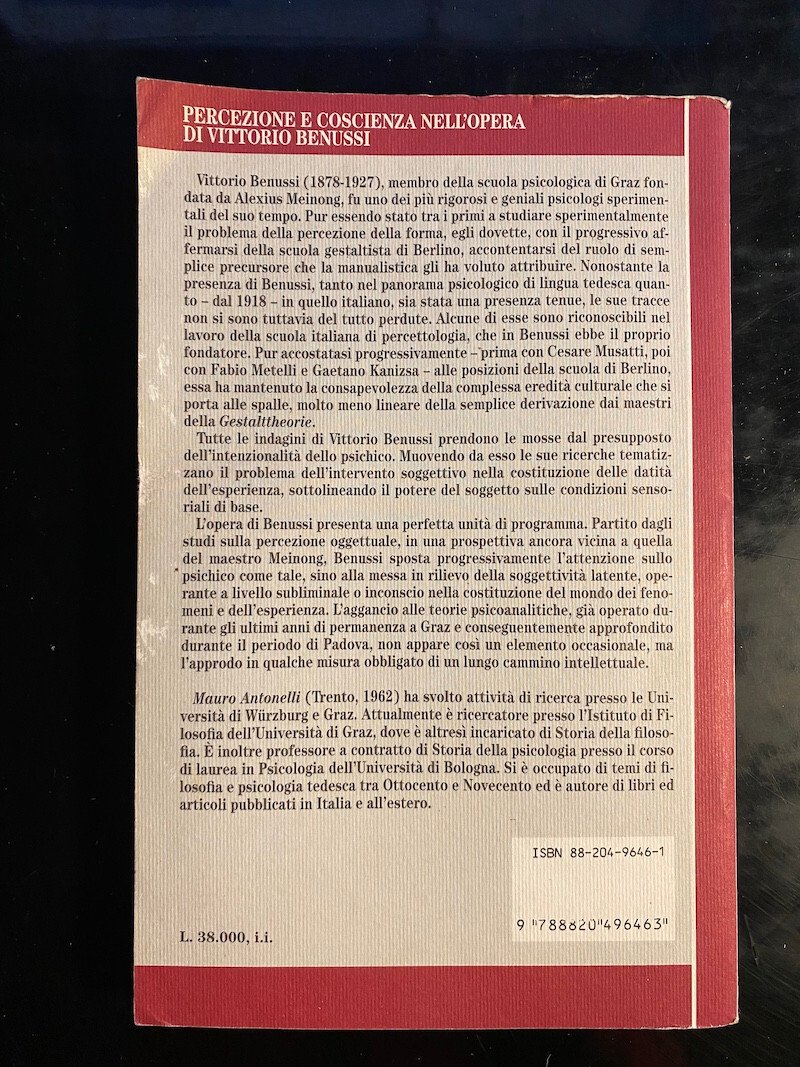 PERCEZIONE E COSCIENZA NELL'OPERA
DI VITTORIO BENUSSI
Vittorio Benussi (1878-1927), membro della scuola psicologica di Graz fon-
data da Alexius Meinong, fu uno dei più rigorosi e geniali psicologi sperimen-
tali del suo tempo. Pur essendo stato tra i primi a studiare sperimentalmente
il problema della percezione della forma, egli dovette, con il progressivo af-
fermarsi della scuola gestaltista di Berlino, accontentarsi del ruolo di sem-
plice precursore che la manualistica gli ha voluto attribuire. Nonostante la
presenza di Benussi, tanto nel panorama psicologico di lingua tedesca quan-
to – dal 1918 – in quello italiano, sia stata una presenza tenue, le sue tracce
non si sono tuttavia del tutto perdute. Alcune di esse sono riconoscibili nel
lavoro della scuola italiana di percettologia, che in Benussi ebbe il proprio
fondatore. Pur accostatasi progressivamente – prima con Cesare Musatti, poi
con Fabio Metelli e Gaetano Kanizsa – alle posizioni della scuola di Berlino,
essa ha mantenuto la consapevolezza della complessa eredità culturale che si
porta alle spalle, molto meno lineare della semplice derivazione dai maestri
della Gestalttheorie.
Tutte le indagini di Vittorio Benussi prendono le mosse dal presupposto
dell'intenzionalità dello psichico. Muovendo da esso le sue ricerche tematiz-
zano il problema dell'intervento soggettivo nella costituzione delle datità
dell'esperienza, sottolineando il potere del soggetto sulle condizioni senso-
riali di base.
L'opera di Benussi presenta una perfetta unità di programma. Partito dagli
studi sulla percezione oggettuale, in una prospettiva ancora vicina a quella
del maestro Meinong, Benussi sposta progressivamente l'attenzione sullo
psichico come tale, sino alla messa in rilievo della soggettività latente, ope-
rante a livello subliminale o inconscio nella costituzione del mondo dei feno-
meni e dell'esperienza. L'aggancio alle teorie psicoanalitiche, già operato du-
rante gli ultimi anni di permanenza a Graz e conseguentemente approfondito
durante il periodo di Padova, non appare così un elemento occasionale, ma
l'approdo in qualche misura obbligato di un lungo cammino intellettuale.
Mauro Antonelli (Trento, 1962) ha svolto attività di ricerca presso le Uni-
versità di Würzburg e Graz. Attualmente è ricercatore presso l'Istituto di Fi-
losofia dell'Università di Graz, dove è altresì incaricato di Storia della filoso-
fia. È inoltre professore a contratto di Storia della psicologia presso il corso
di laurea in Psicologia dell'Università di Bologna. Si è occupato di temi di fi-
losofia e psicologia tedesca tra Ottocento e Novecento ed è autore di libri ed
articoli pubblicati in Italia e all'estero.
ISBN 88-204-9646-1
9 "788820"496463"
L. 38.000, i.i.